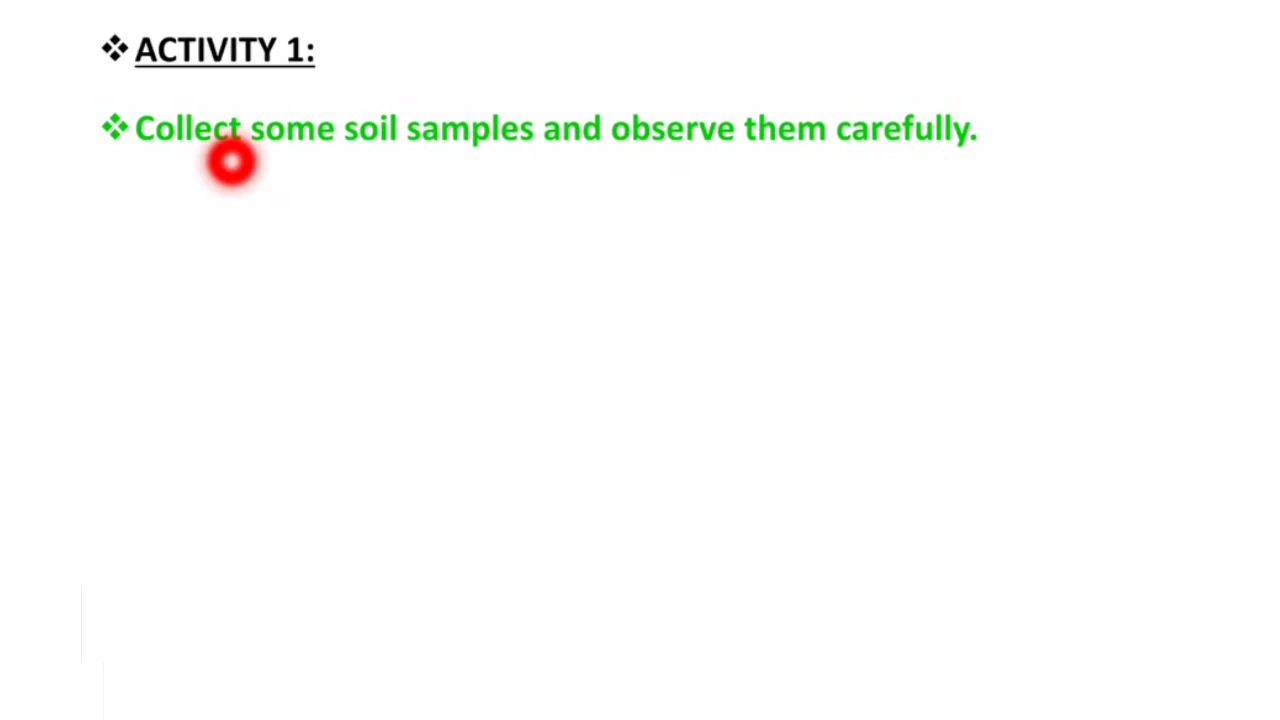 ❖ ACTIVITY 1:
❖ Collect some soil samples and observe them carefully.